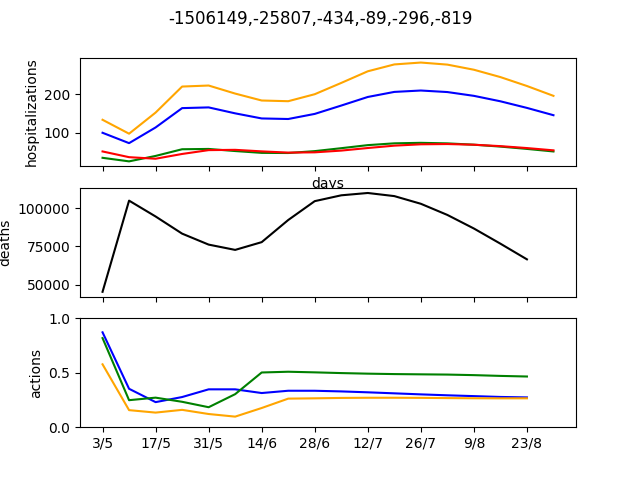 -1506149,-25807,-434,-89,-296,-819
hospitalizations
200
100
days
deaths
100000
75000
50000
actions
1.0
0.5
0.0
3/5 17/5 31/5 14/6 28/6 12/7 26/7 9/8 23/8